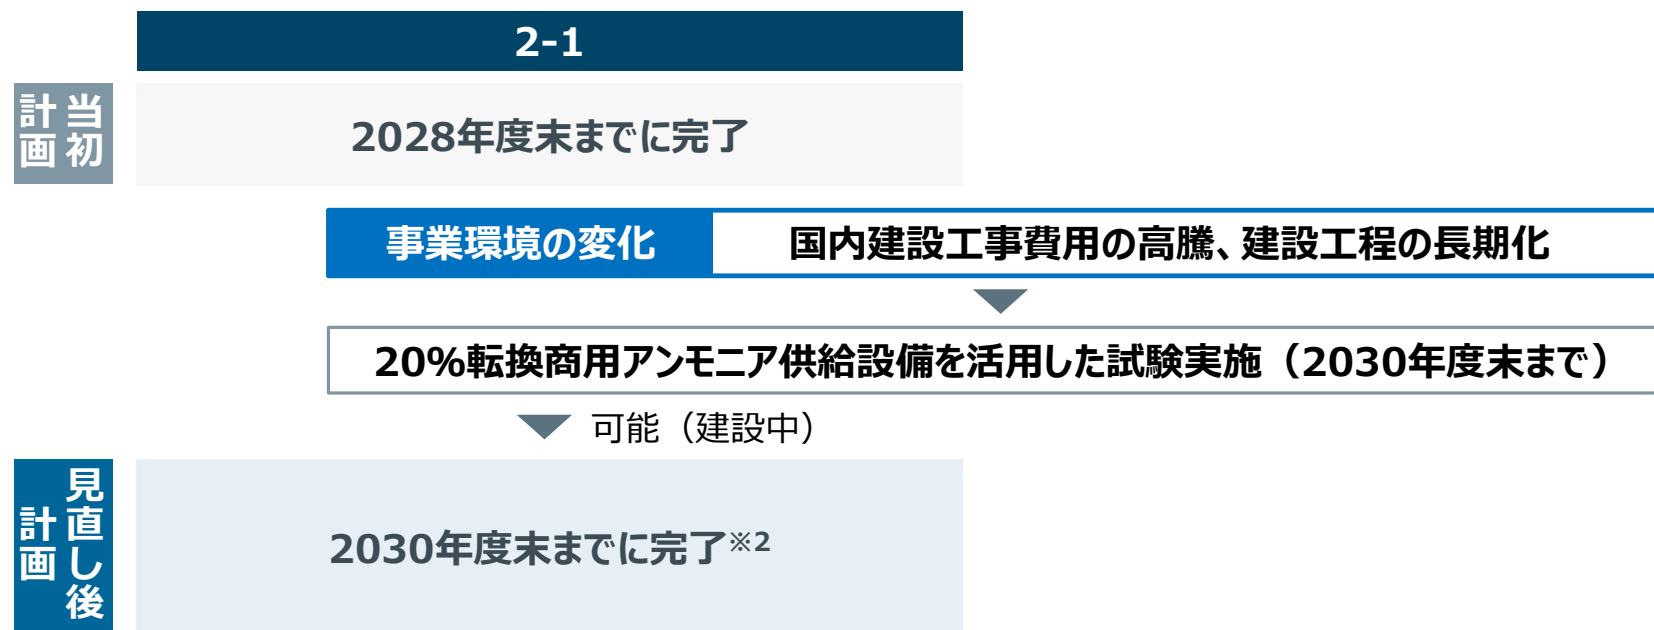 2-1
当初計画
2028年度末までに完了
事業環境の変化
国内建設工事費用の高騰、建設工程の長期化
20%転換商用アンモニア供給設備を活用した試験実施（2030年度末まで）
可能（建設中）
見直し後計画
2030年度末までに完了※2